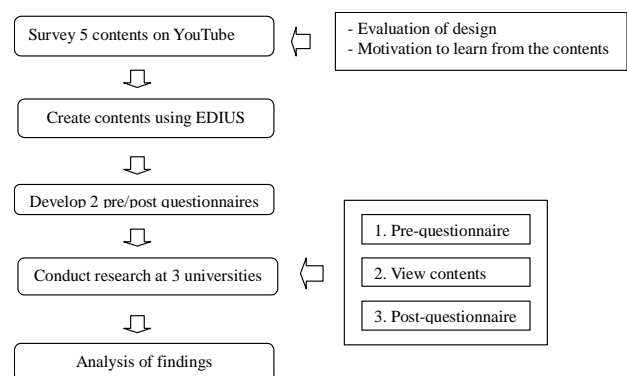 Survey 5 contents on YouTube
- Evaluation of design
- Motivation to learn from the contents
Create contents using EDIUS
Develop 2 pre/post questionnaires
Conduct research at 3 universities
1. Pre-questionnaire
2. View contents
3. Post-questionnaire
Analysis of findings